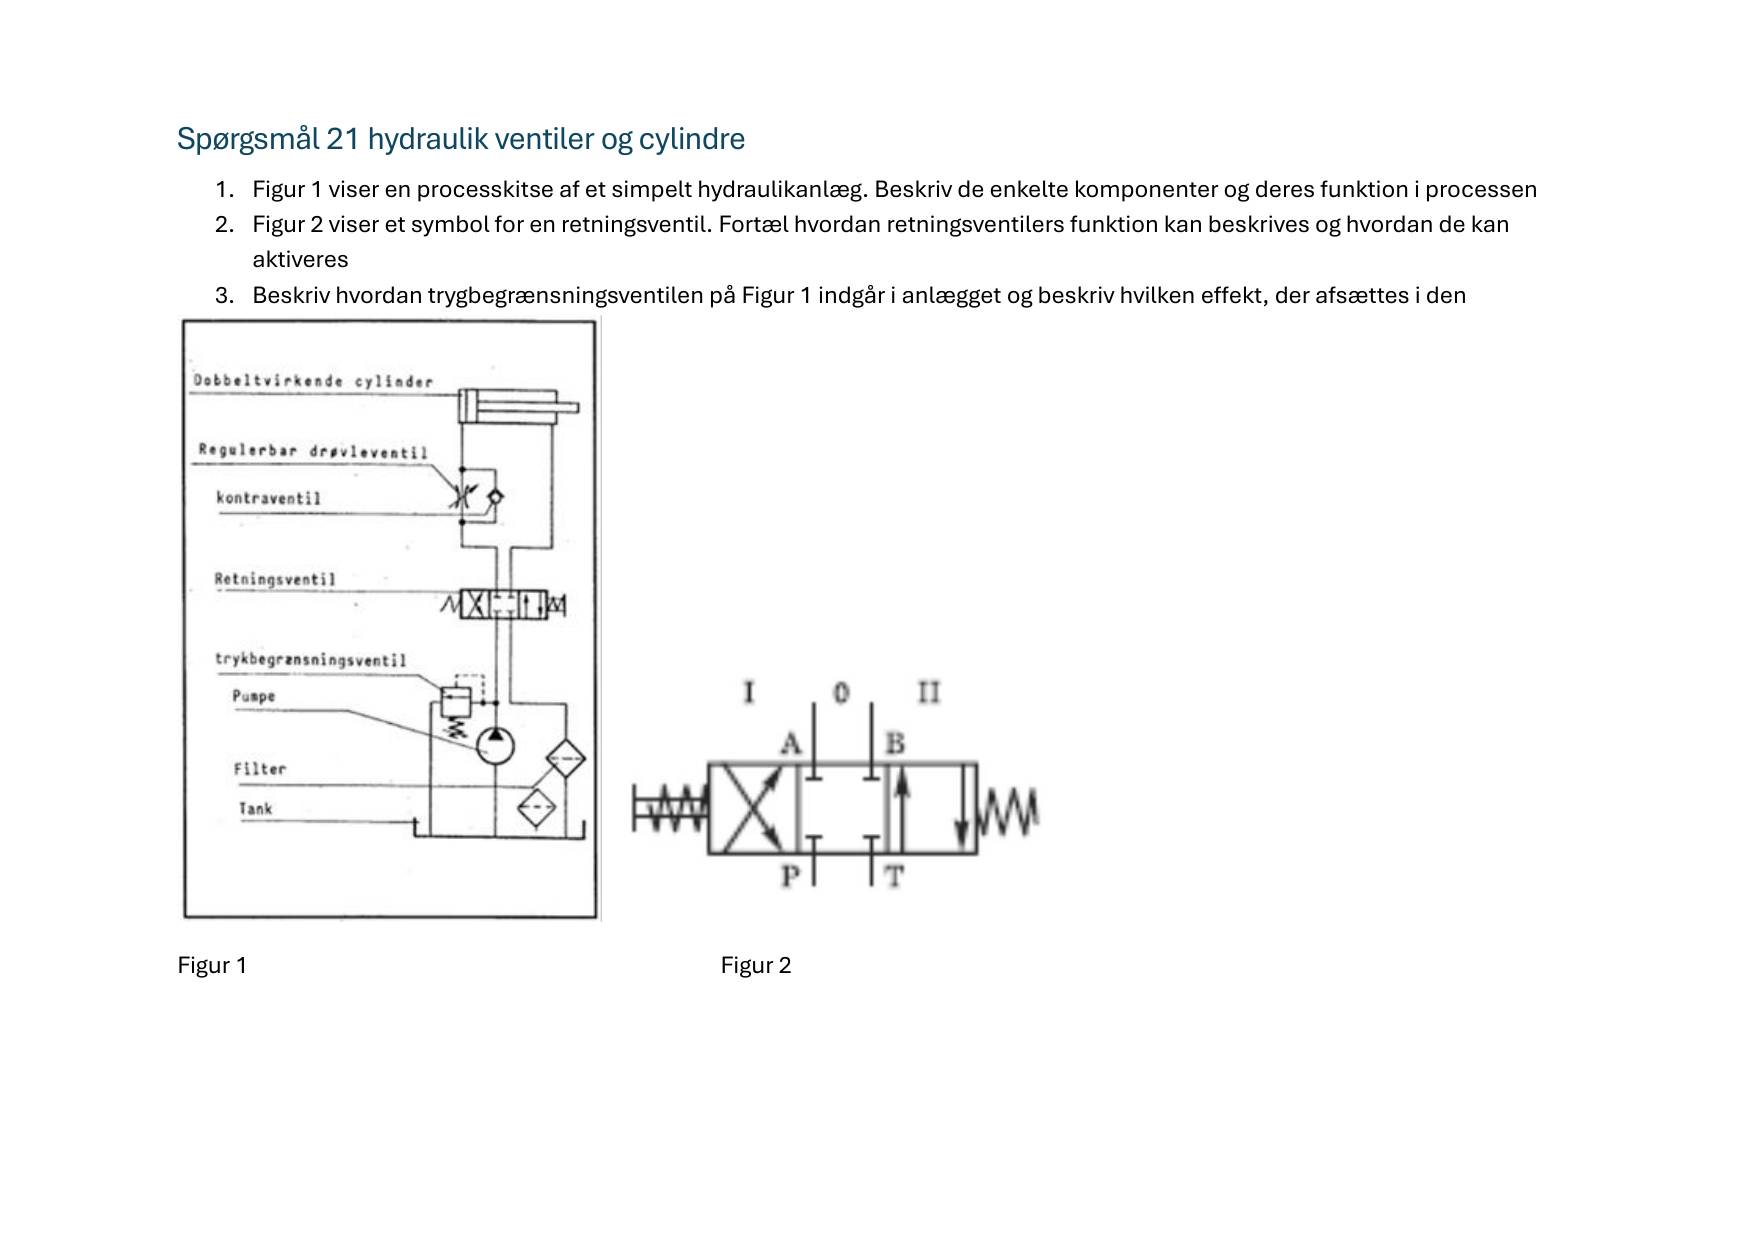 Spørgsmål 21 hydraulik ventiler og cylindre
1. Figur 1 viser en processkitse af et simpelt hydraulikanlæg. Beskriv de enkelte komponenter og deres funktion i processen
2. Figur 2 viser et symbol for en retningsventil. Fortæl hvordan retningsventilers funktion kan beskrives og hvordan de kan
aktiveres
3. Beskriv hvordan trygbegrænsningsventilen på Figur 1 indgår i anlægget og beskriv hvilken effekt, der afsættes i den
Dobbeltvirkende cylinder
Regulerbar drøvleventil
kontraventil
Retningsventil
trykbegrænsningsventil
Pumpe
Filter
Tank
I 0 II
A B
P T
Figur 1 Figur 2